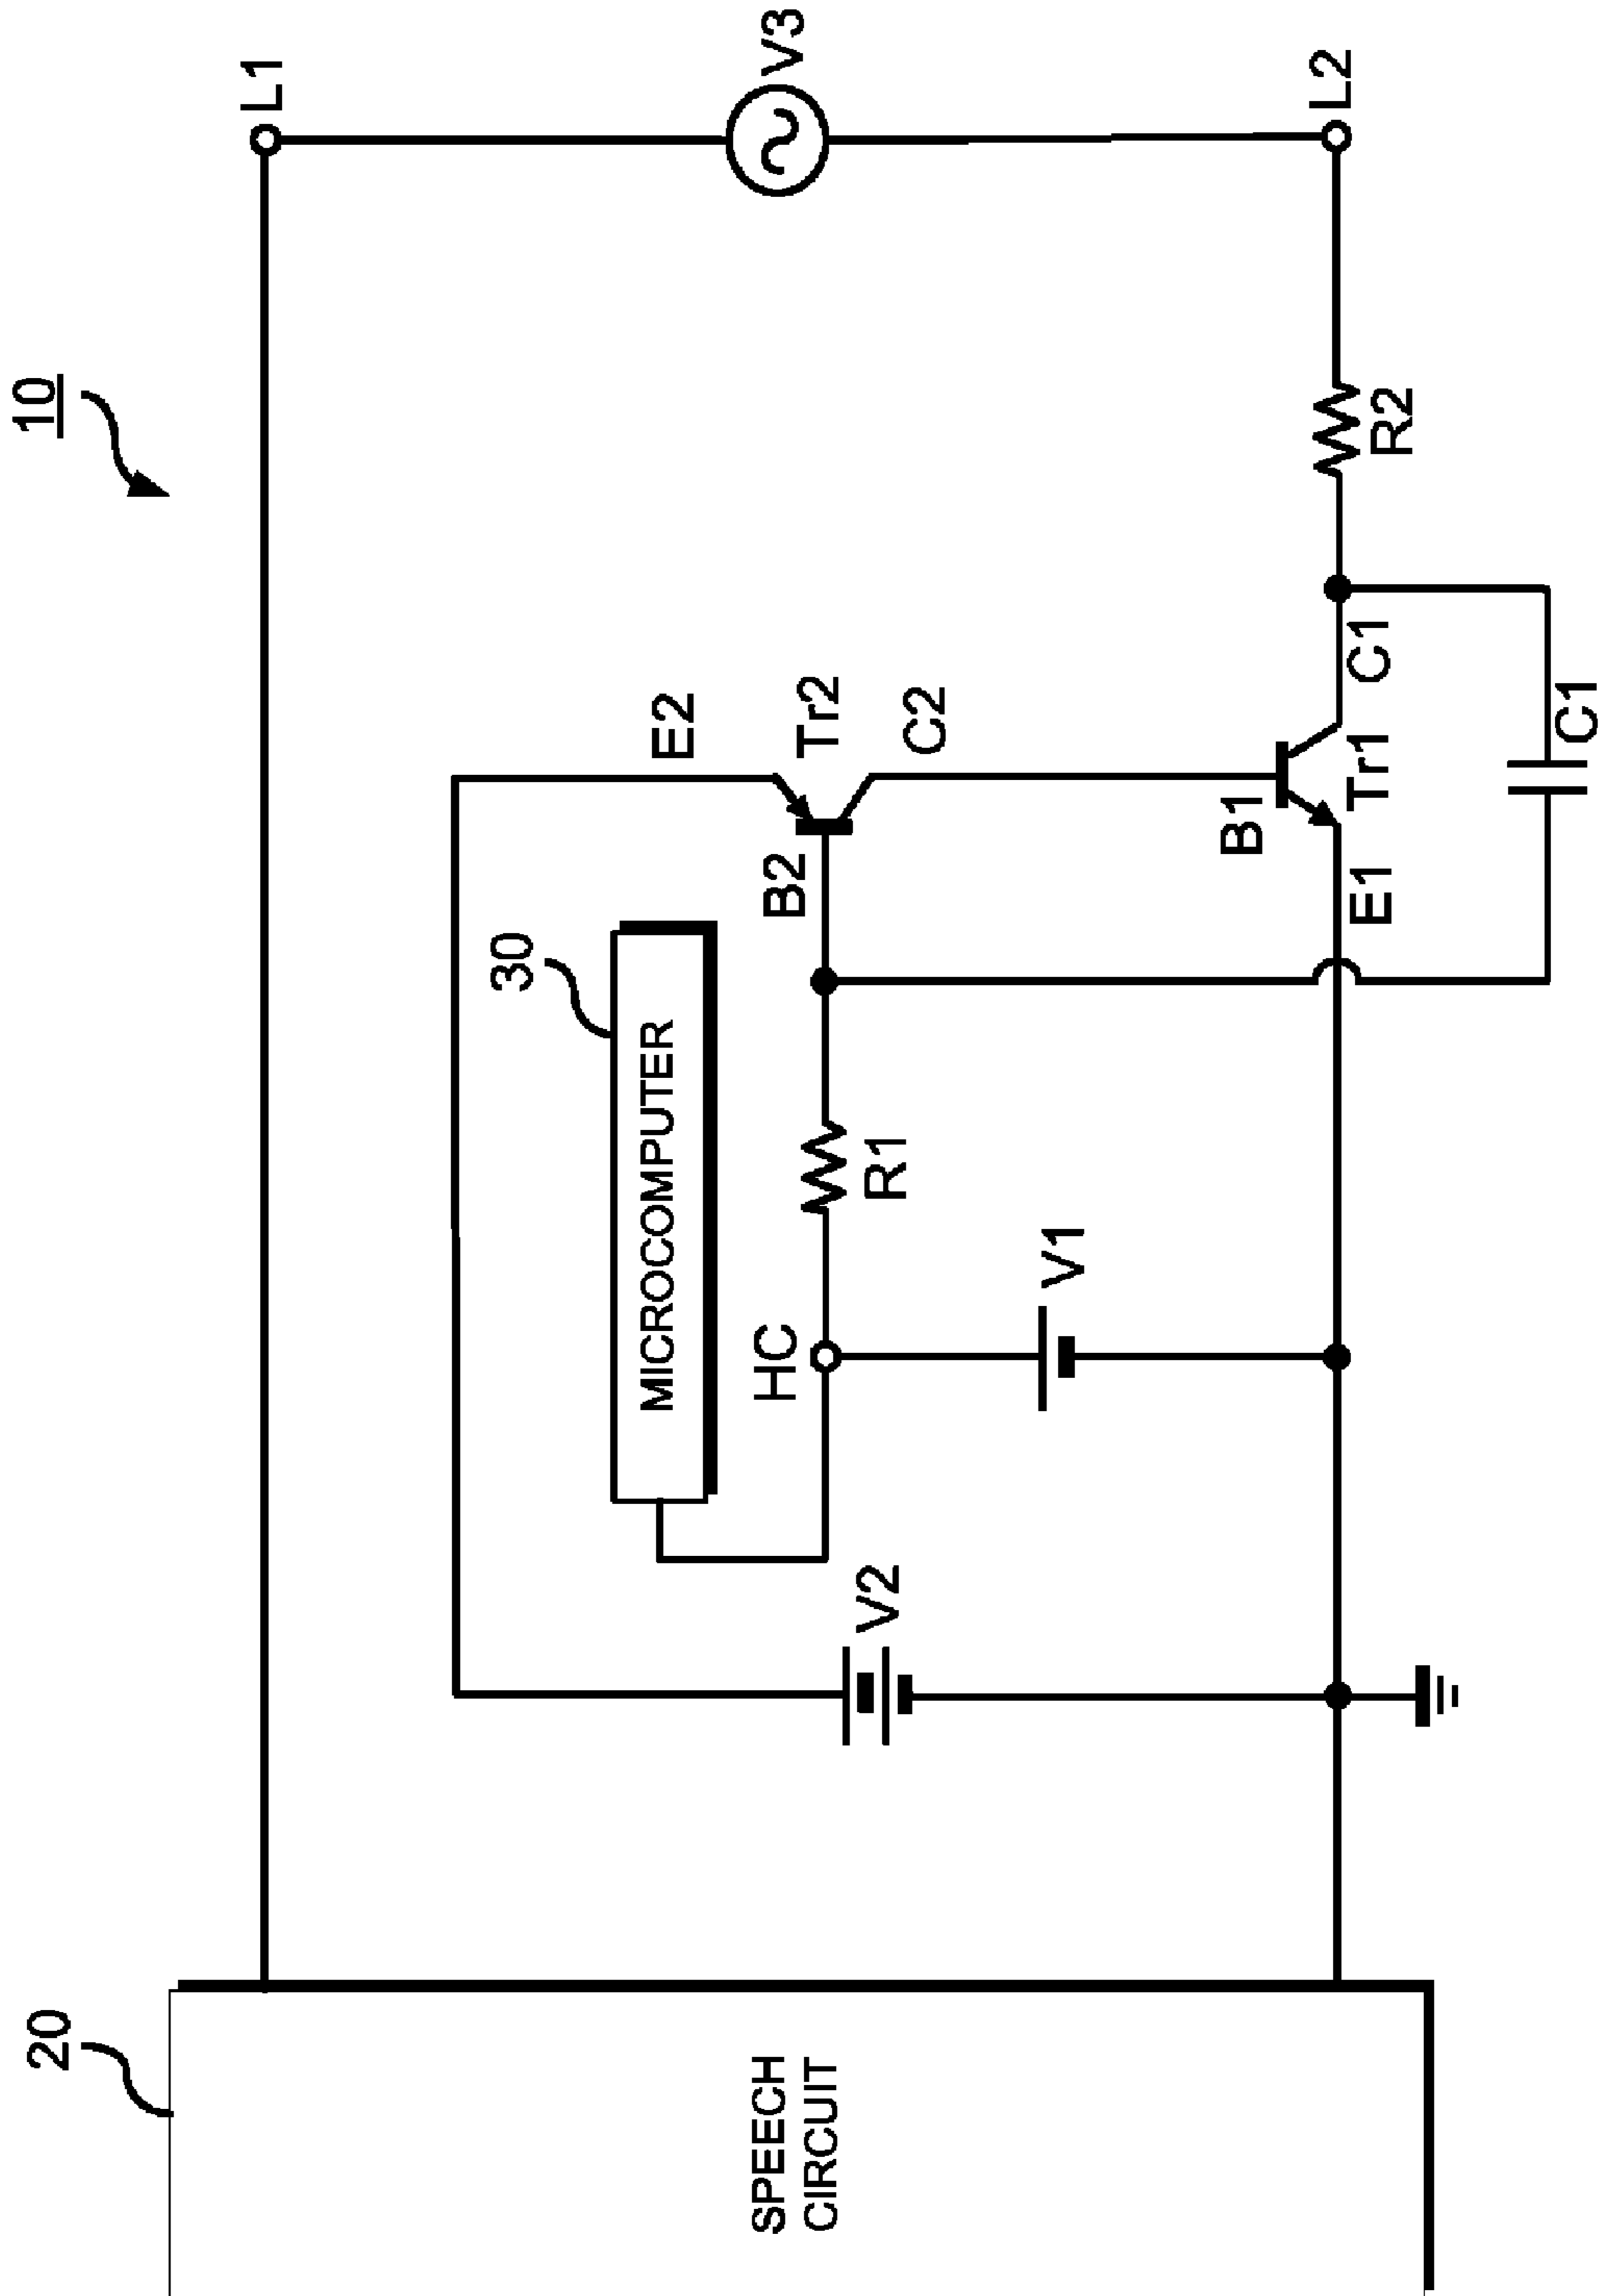 10
20
SPEECH
CIRCUIT
L1
V3
L2
30
MICROCOMPUTER
E2
Tr2
B2
C2
HC
R1
V2
V1
B1
Tr1
E1
C1
R2
C1